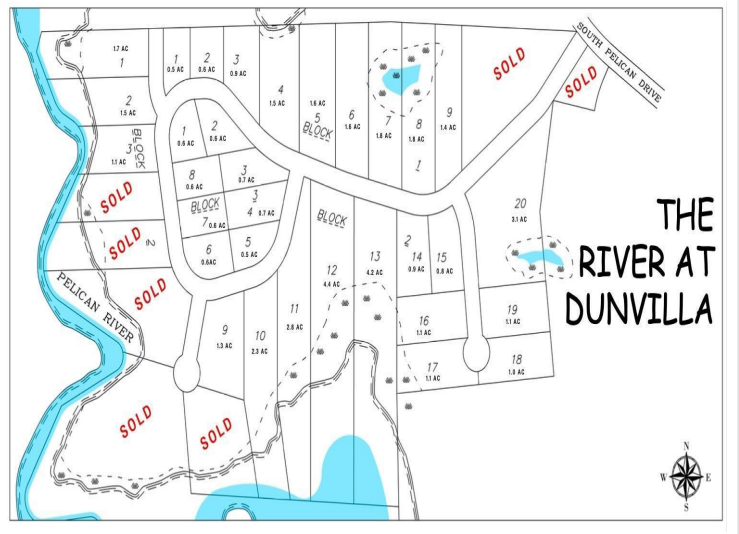 SOUTH PELICAN DRIVE
SOLD
SOLD
1.7 AC
1
2
1.5 AC
3
1.1 AC
BLOCK
2
SOLD
SOLD
SOLD
PELICAN RIVER
SOLD
SOLD
1
0.5 AC
2
0.6 AC
3
0.9 AC
4
1.5 AC
1.6 AC
5
BLOCK
6
1.6 AC
7
1.8 AC
8
1.8 AC
1
9
1.4 AC
1
0.6 AC
2
0.6 AC
8
0.6 AC
3
0.7 AC
BLOCK
3
7 0.6 AC
4 0.7 AC
6
0.6AC
5
0.5 AC
BLOCK
2
9
1.3 AC
10
2.3 AC
11
2.8 AC
12
4.4 AC
13
4.2 AC
14
0.9 AC
15
0.8 AC
16
1.1 AC
17
1.1 AC
18
1.0 AC
19
1.1 AC
20
3.1 AC
THE
RIVER AT
DUNVILLA
N
W E
S